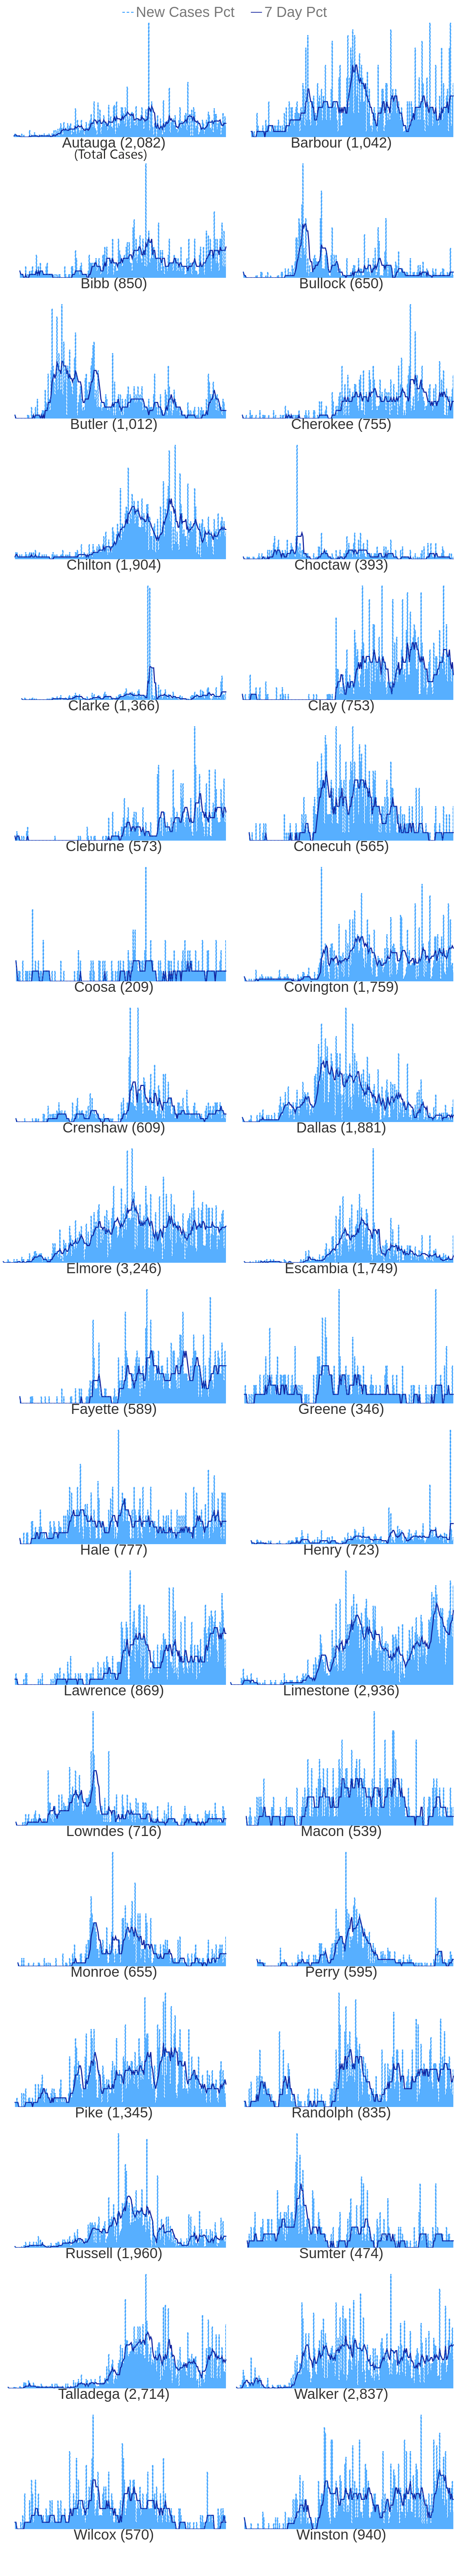 New Cases Pct 7 Day Pct
Autauga (2,082) Barbour (1,042)
(Total Cases)
Bibb (850) Bullock (650)
Butler (1,012) Cherokee (755)
Chilton (1,904) Choctaw (393)
Clarke (1,366) Clay (753)
Cleburne (573) Conecuh (565)
Coosa (209) Covington (1,759)
Crenshaw (609) Dallas (1,881)
Elmore (3,246) Escambia (1,749)
Fayette (589) Greene (346)
Hale (777) Henry (723)
Lawrence (869) Limestone (2,936)
Lowndes (716) Macon (539)
Monroe (655) Perry (595)
Pike (1,345) Randolph (835)
Russell (1,960) Sumter (474)
Talladega (2,714) Walker (2,837)
Wilcox (570) Winston (940)